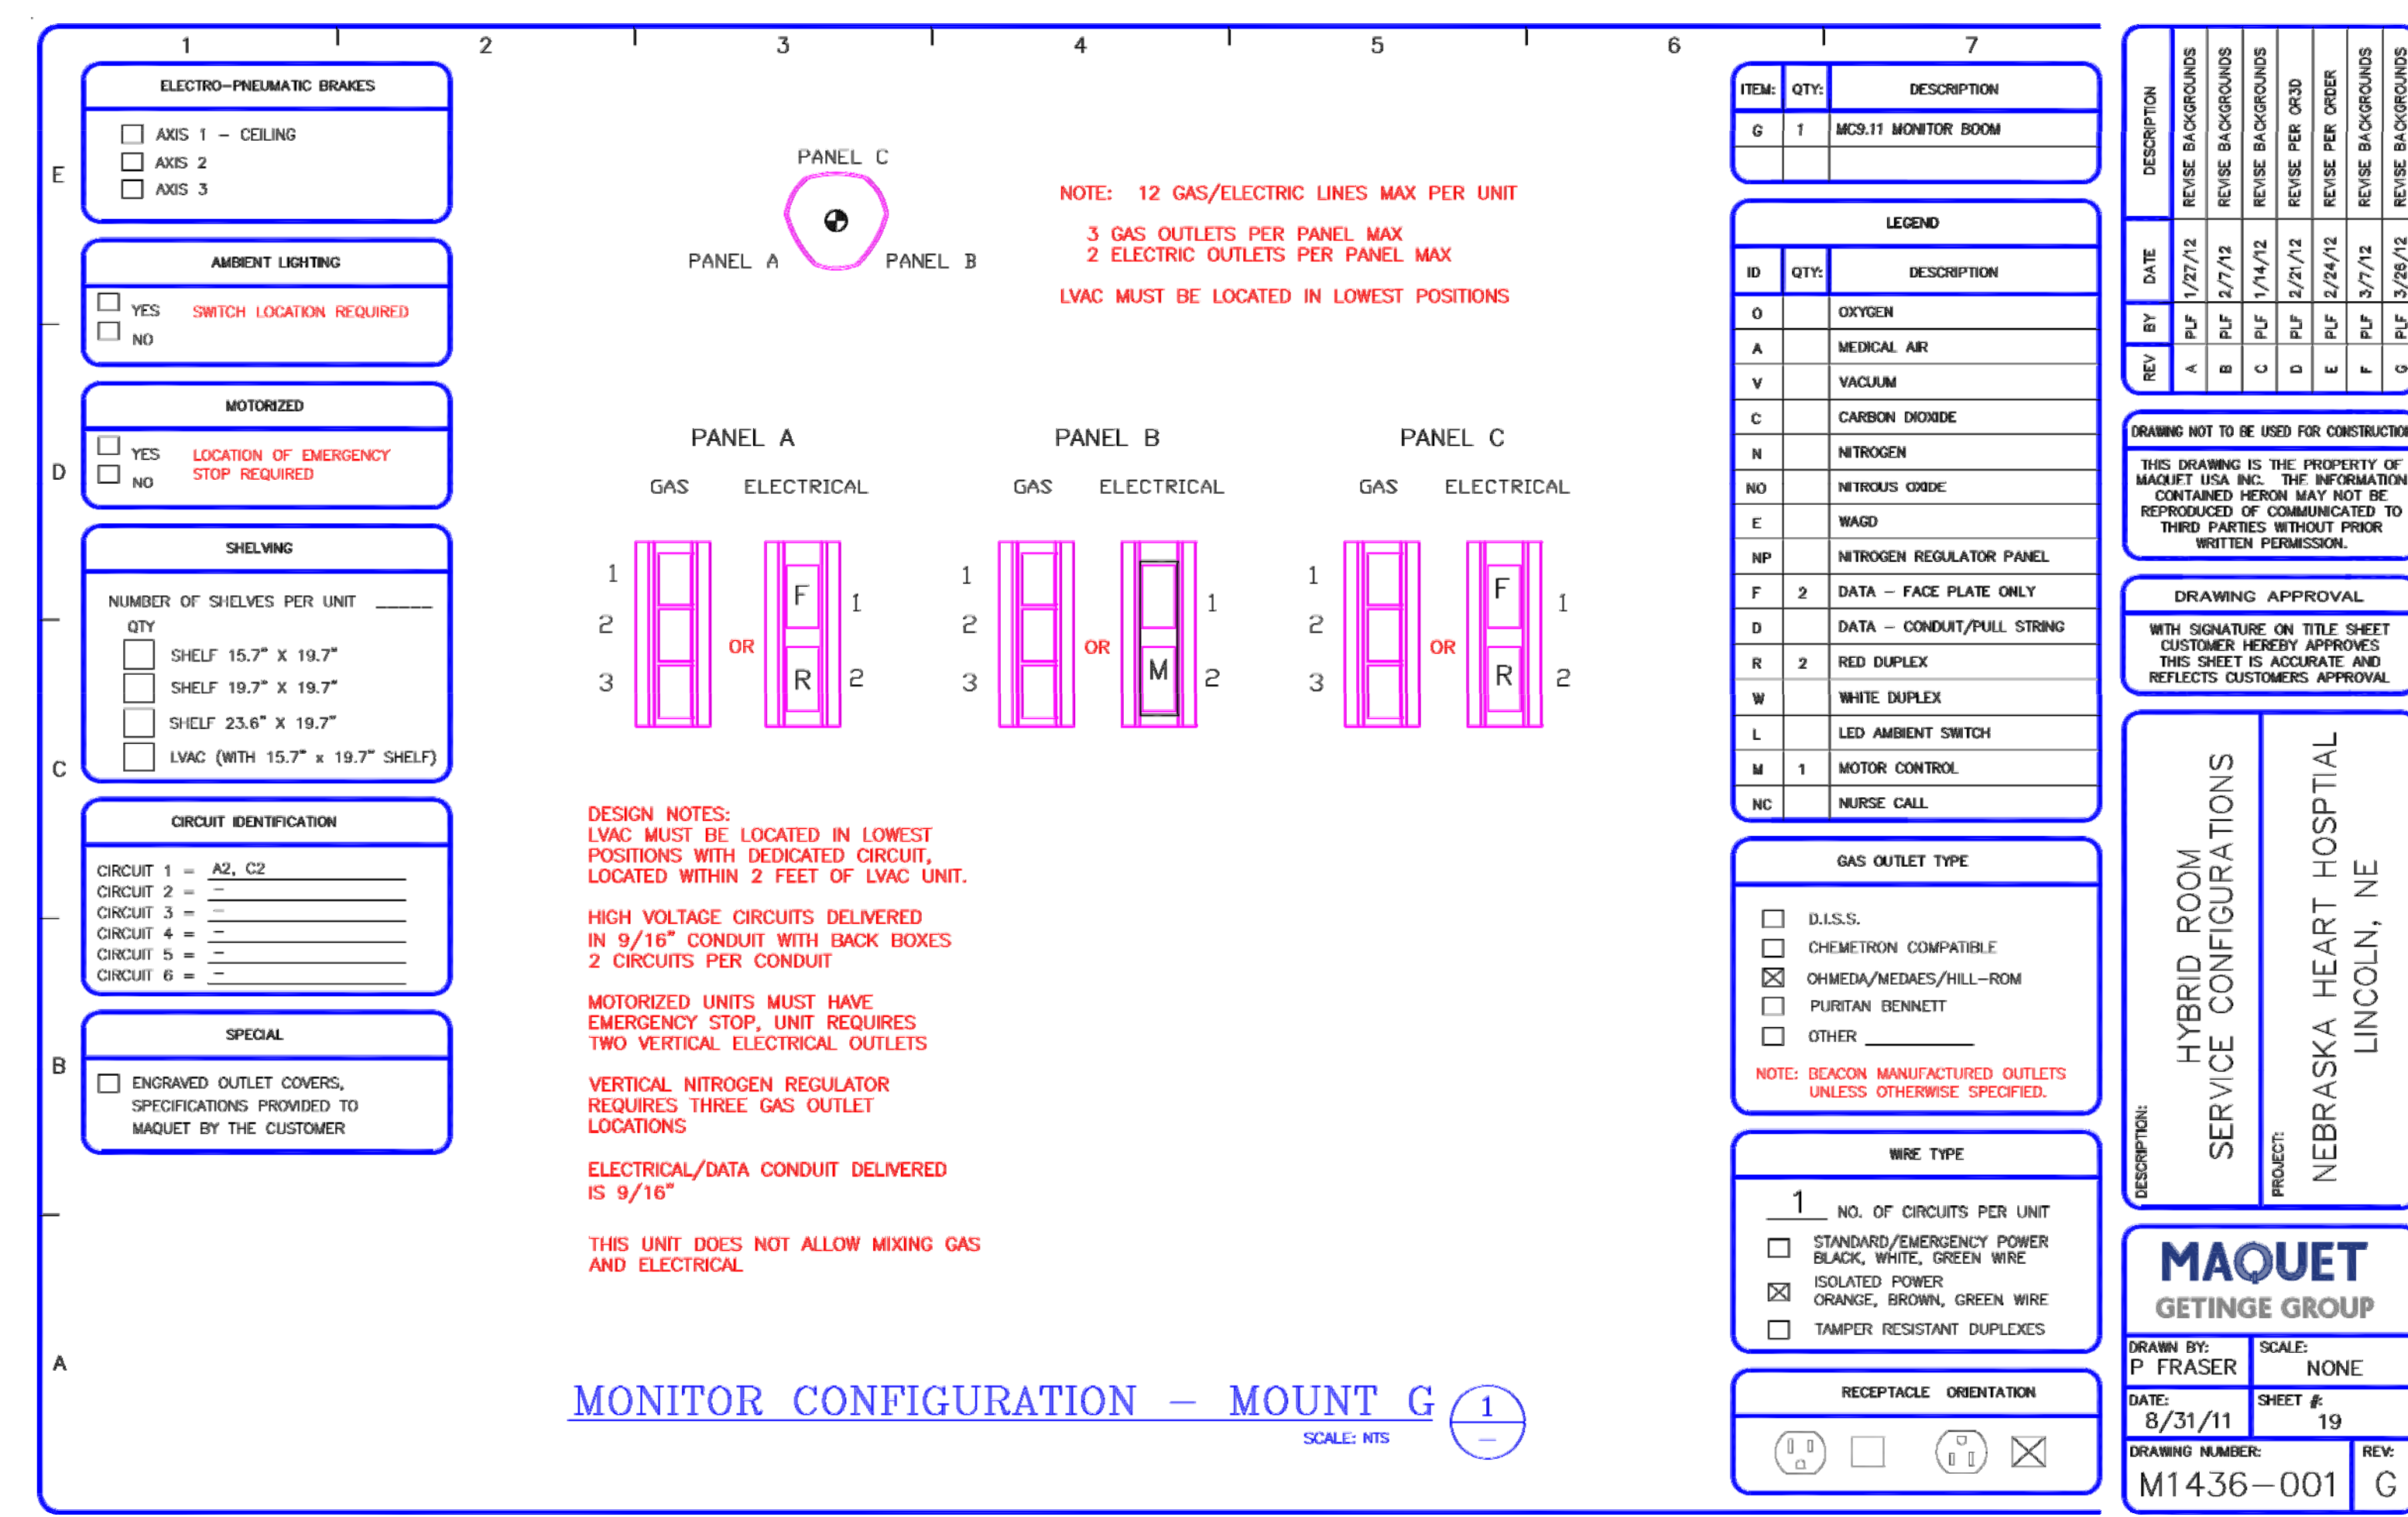 1 2 3 4 5 6 7
E
D
C
B
A
ELECTRO-PNEUMATIC BRAKES
AXIS 1 - CEILING
AXIS 2
AXIS 3
AMBIENT LIGHTING
YES SWITCH LOCATION REQUIRED
NO
MOTORIZED
YES LOCATION OF EMERGENCY
NO STOP REQUIRED
SHELVING
NUMBER OF SHELVES PER UNIT _____
QTY
SHELF 15.7" X 19.7"
SHELF 19.7" X 19.7"
SHELF 23.6" X 19.7"
LVAC (WITH 15.7" x 19.7" SHELF)
CIRCUIT IDENTIFICATION
CIRCUIT 1 = A2, C2
CIRCUIT 2 = -
CIRCUIT 3 = -
CIRCUIT 4 = -
CIRCUIT 5 = -
CIRCUIT 6 = -
SPECIAL
ENGRAVED OUTLET COVERS,
SPECIFICATIONS PROVIDED TO
MAQUET BY THE CUSTOMER
PANEL C
PANEL A PANEL B
NOTE: 12 GAS/ELECTRIC LINES MAX PER UNIT
3 GAS OUTLETS PER PANEL MAX
2 ELECTRIC OUTLETS PER PANEL MAX
LVAC MUST BE LOCATED IN LOWEST POSITIONS
PANEL A
GAS ELECTRICAL
1 F 1
2 OR
3 R 2
PANEL B
GAS ELECTRICAL
1 1
2 OR
3 M 2
PANEL C
GAS ELECTRICAL
1 F 1
2 OR
3 R 2
DESIGN NOTES:
LVAC MUST BE LOCATED IN LOWEST
POSITIONS WITH DEDICATED CIRCUIT,
LOCATED WITHIN 2 FEET OF LVAC UNIT.
HIGH VOLTAGE CIRCUITS DELIVERED
IN 9/16" CONDUIT WITH BACK BOXES
2 CIRCUITS PER CONDUIT
MOTORIZED UNITS MUST HAVE
EMERGENCY STOP, UNIT REQUIRES
TWO VERTICAL ELECTRICAL OUTLETS
VERTICAL NITROGEN REGULATOR
REQUIRES THREE GAS OUTLET
LOCATIONS
ELECTRICAL/DATA CONDUIT DELIVERED
IS 9/16"
THIS UNIT DOES NOT ALLOW MIXING GAS
AND ELECTRICAL
MONITOR CONFIGURATION - MOUNT G 1
SCALE: NTS -
ITEM: QTY: DESCRIPTION
G 1 MC9.11 MONITOR BOOM
LEGEND
ID QTY: DESCRIPTION
O OXYGEN
A MEDICAL AIR
V VACUUM
C CARBON DIOXIDE
N NITROGEN
NO NITROUS OXIDE
E WAGD
NP NITROGEN REGULATOR PANEL
F 2 DATA - FACE PLATE ONLY
D DATA - CONDUIT/PULL STRING
R 2 RED DUPLEX
W WHITE DUPLEX
L LED AMBIENT SWITCH
M 1 MOTOR CONTROL
NC NURSE CALL
GAS OUTLET TYPE
D.I.S.S.
CHEMETRON COMPATIBLE
OHMEDA/MEDAES/HILL-ROM
PURITAN BENNETT
OTHER __________
NOTE: BEACON MANUFACTURED OUTLETS
UNLESS OTHERWISE SPECIFIED.
WIRE TYPE
1 NO. OF CIRCUITS PER UNIT
STANDARD/EMERGENCY POWER
BLACK, WHITE, GREEN WIRE
ISOLATED POWER
ORANGE, BROWN, GREEN WIRE
TAMPER RESISTANT DUPLEXES
RECEPTACLE ORIENTATION
REV BY DATE DESCRIPTION
A PLF 1/27/12 REVISE BACKGROUNDS
B PLF 2/7/12 REVISE BACKGROUNDS
C PLF 1/14/12 REVISE BACKGROUNDS
D PLF 2/21/12 REVISE PER OR3D
E PLF 2/24/12 REVISE PER ORDER
F PLF 3/7/12 REVISE BACKGROUNDS
G PLF 3/26/12 REVISE BACKGROUNDS
DRAWING NOT TO BE USED FOR CONSTRUCTION
THIS DRAWING IS THE PROPERTY OF
MAQUET USA INC. THE INFORMATION
CONTAINED HERON MAY NOT BE
REPRODUCED OF COMMUNICATED TO
THIRD PARTIES WITHOUT PRIOR
WRITTEN PERMISSION.
DRAWING APPROVAL
WITH SIGNATURE ON TITLE SHEET
CUSTOMER HEREBY APPROVES
THIS SHEET IS ACCURATE AND
REFLECTS CUSTOMERS APPROVAL
DESCRIPTION:
HYBRID ROOM
SERVICE CONFIGURATIONS
PROJECT:
NEBRASKA HEART HOSPTIAL
LINCOLN, NE
MAQUET
GETINGE GROUP
DRAWN BY: SCALE:
P FRASER NONE
DATE: SHEET #:
8/31/11 19
DRAWING NUMBER: REV:
M1436-001 G